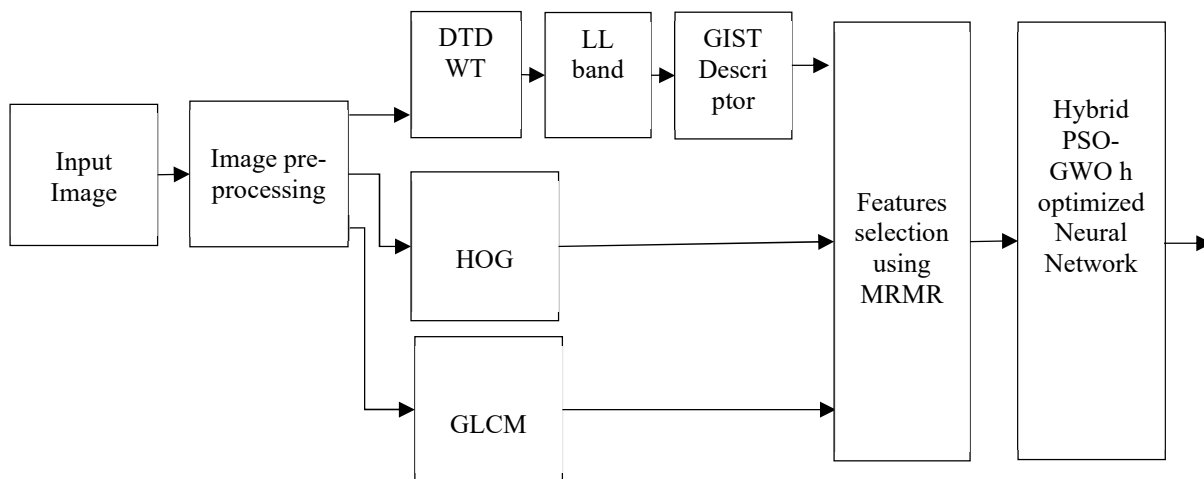 Input
Image
Image pre-
processing
DTD
WT
LL
band
GIST
Descri
ptor
HOG
GLCM
Features
selection
using
MRMR
Hybrid
PSO-
GWO h
optimized
Neural
Network